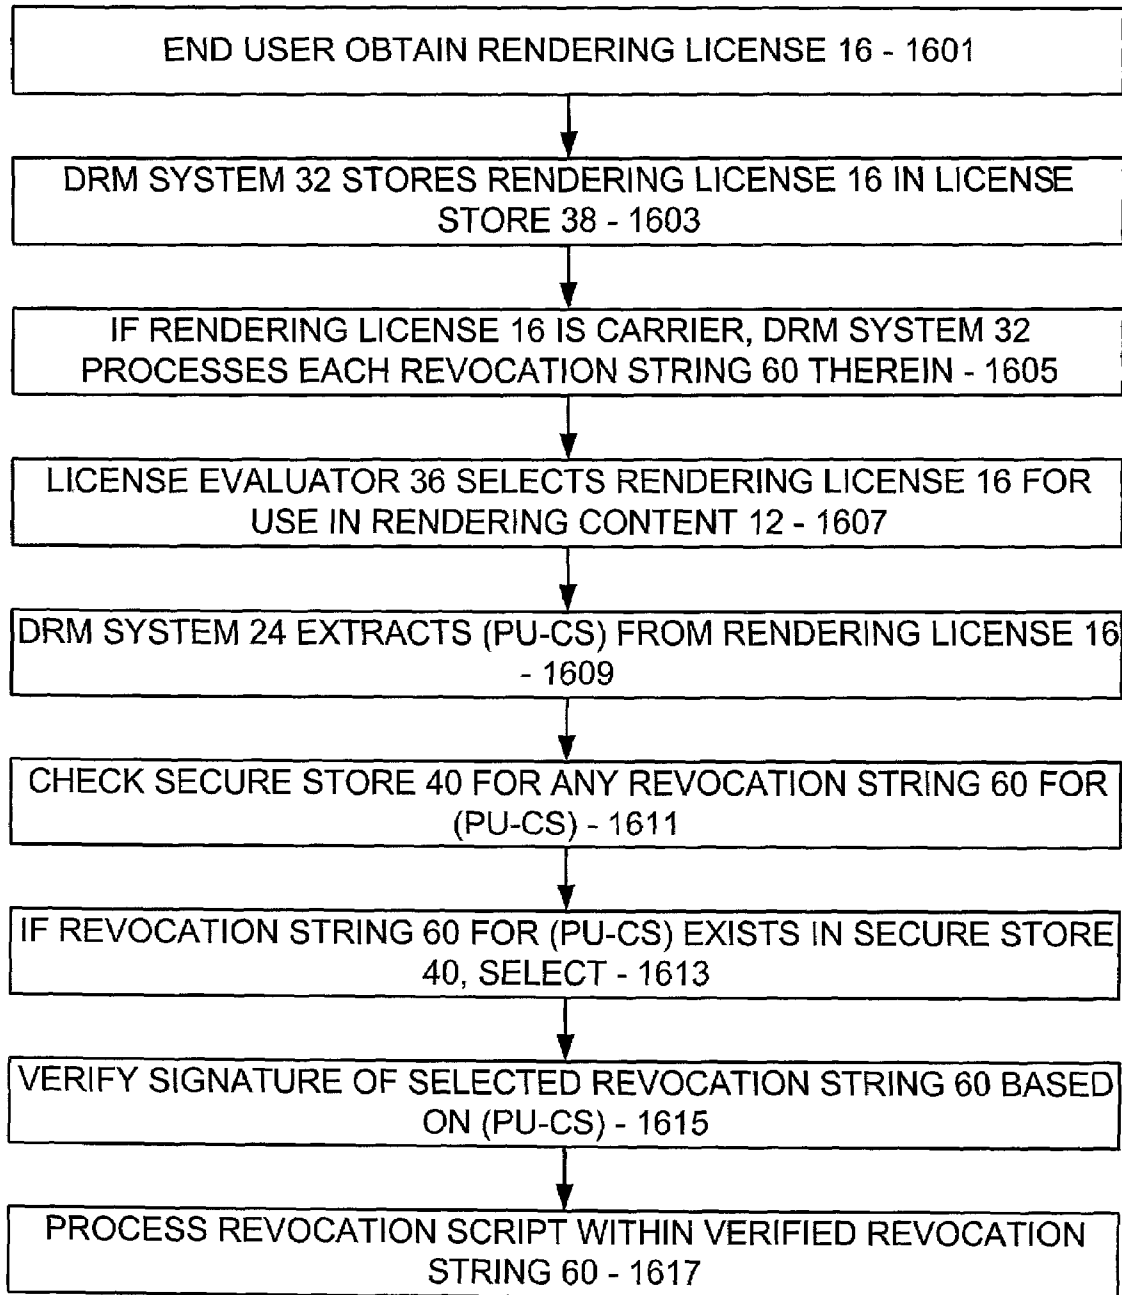 END USER OBTAIN RENDERING LICENSE 16 - 1601
DRM SYSTEM 32 STORES RENDERING LICENSE 16 IN LICENSE
STORE 38 - 1603
IF RENDERING LICENSE 16 IS CARRIER, DRM SYSTEM 32
PROCESSES EACH REVOCATION STRING 60 THEREIN - 1605
LICENSE EVALUATOR 36 SELECTS RENDERING LICENSE 16 FOR
USE IN RENDERING CONTENT 12 - 1607
DRM SYSTEM 24 EXTRACTS (PU-CS) FROM RENDERING LICENSE 16
- 1609
CHECK SECURE STORE 40 FOR ANY REVOCATION STRING 60 FOR
(PU-CS) - 1611
IF REVOCATION STRING 60 FOR (PU-CS) EXISTS IN SECURE STORE
40, SELECT - 1613
VERIFY SIGNATURE OF SELECTED REVOCATION STRING 60 BASED
ON (PU-CS) - 1615
PROCESS REVOCATION SCRIPT WITHIN VERIFIED REVOCATION
STRING 60 - 1617